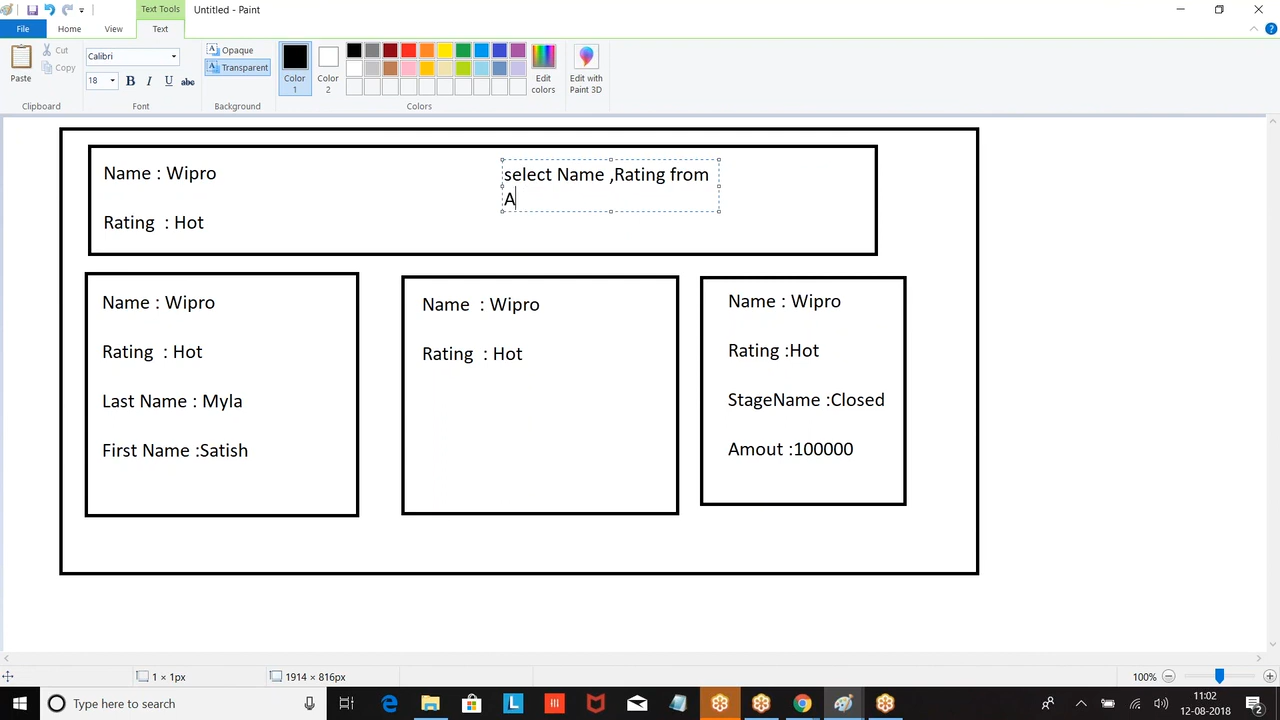 Text Tools
Untitled - Paint
File
Home
View
Text
Paste
Cut
Copy
Clipboard
Calibri
18
B I U abc
Font
Opaque
Transparent
Background
Color 1
Color 2
Edit colors
Colors
Edit with Paint 3D
Name : Wipro
Rating : Hot
select Name ,Rating from
A
Name : Wipro
Rating : Hot
Last Name : Myla
First Name :Satish
Name : Wipro
Rating : Hot
Name : Wipro
Rating :Hot
StageName :Closed
Amout :100000
1 × 1px
1914 × 816px
100%
Type here to search
11:02
12-08-2018
2